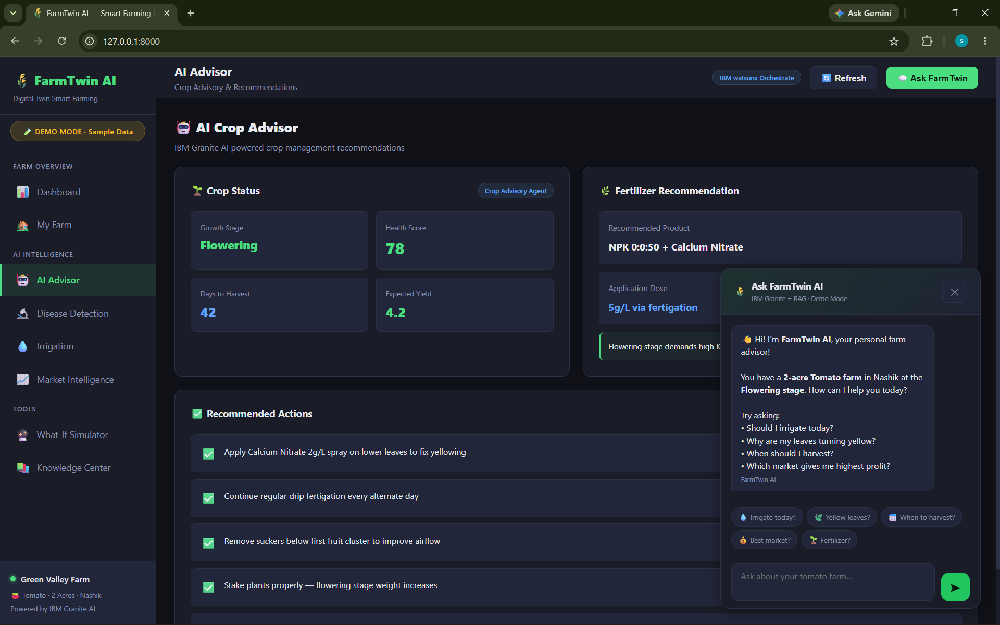 FarmTwin AI — Smart Farming
Ask Gemini
127.0.0.1:8000
S
FarmTwin AI
Digital Twin Smart Farming
DEMO MODE · Sample Data
FARM OVERVIEW
Dashboard
My Farm
AI INTELLIGENCE
AI Advisor
Disease Detection
Irrigation
Market Intelligence
TOOLS
What-If Simulator
Knowledge Center
Green Valley Farm
Tomato · 2 Acres · Nashik
Powered by IBM Granite AI
AI Advisor
Crop Advisory & Recommendations
IBM watsonx Orchestrate
Refresh
Ask FarmTwin
AI Crop Advisor
IBM Granite AI powered crop management recommendations
Crop Status
Crop Advisory Agent
Growth Stage
Flowering
Health Score
78
Days to Harvest
42
Expected Yield
4.2
Fertilizer Recommendation
Recommended Product
NPK 0:0:50 + Calcium Nitrate
Application Dose
5g/L via fertigation
Flowering stage demands high K
Recommended Actions
Apply Calcium Nitrate 2g/L spray on lower leaves to fix yellowing
Continue regular drip fertigation every alternate day
Remove suckers below first fruit cluster to improve airflow
Stake plants properly — flowering stage weight increases
Ask FarmTwin AI
IBM Granite + RAG · Demo Mode
👋 Hi! I'm FarmTwin AI, your personal farm
advisor!
You have a 2-acre Tomato farm in Nashik at the
Flowering stage. How can I help you today?
Try asking:
• Should I irrigate today?
• Why are my leaves turning yellow?
• When should I harvest?
• Which market gives me highest profit?
FarmTwin AI
Irrigate today?
Yellow leaves?
When to harvest?
Best market?
Fertilizer?
Ask about your tomato farm...